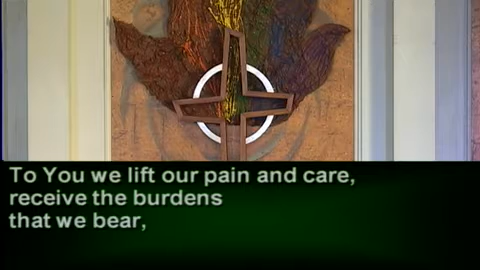 To You we lift our pain and care,
receive the burdens
that we bear,